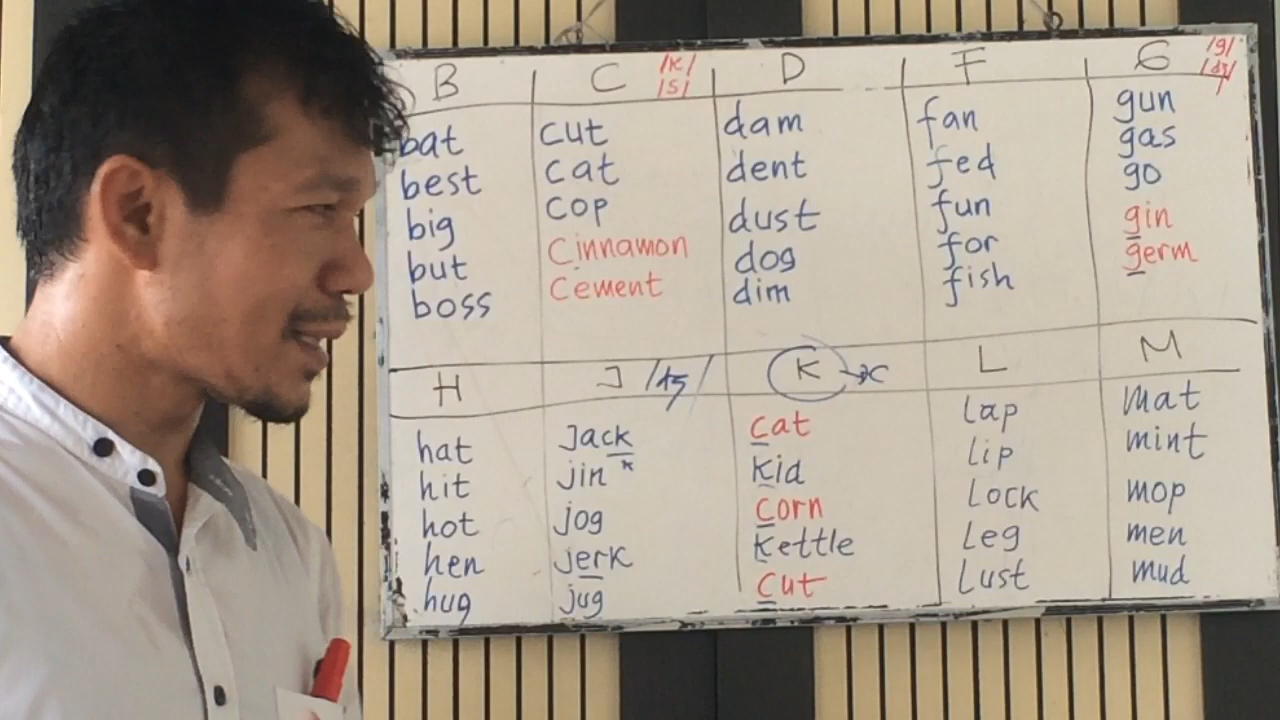 B C /k/ /s/ D F G /g/ /dʒ/
bat cut dam fan gun
best cat dent fed gas
big cop dust fun go
but Cinnamon dog for gin
boss Cement dim fish germ
H J /dʒ/ K → c L M
hat Jack cat Lap mat
hit jin k kid Lip mint
hot jog corn Lock mop
hen jerk kettle Leg men
hug jug cut Lust mud